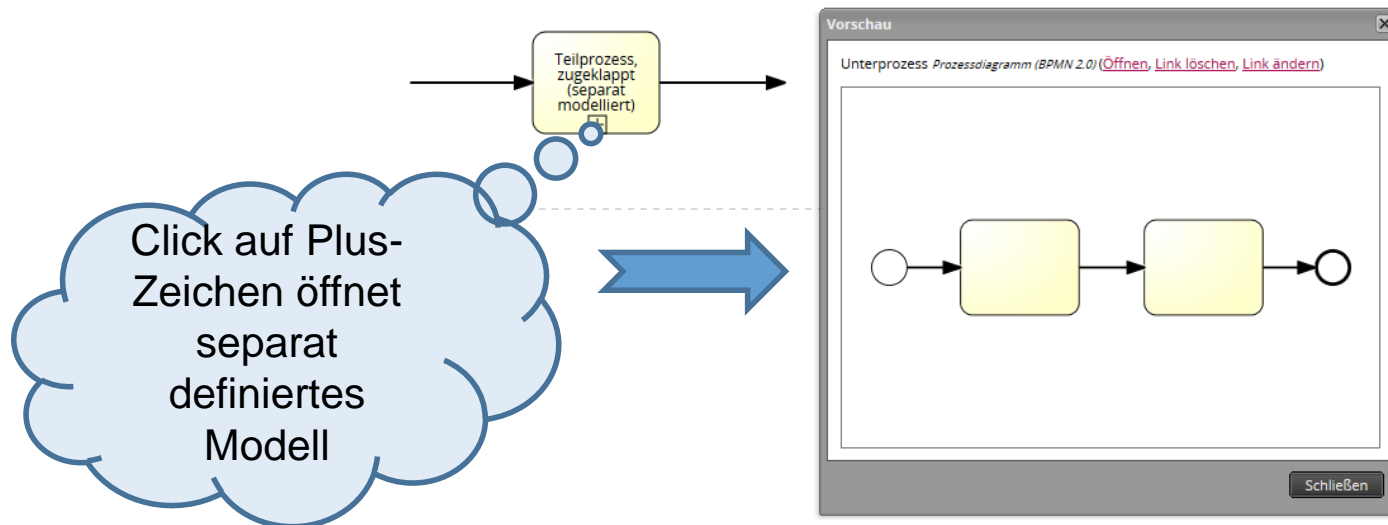 Teilprozess,
zugeklappt
(separat
modelliert)
Click auf Plus-
Zeichen öffnet
separat
definiertes
Modell
Vorschau
Unterprozess Prozessdiagramm (BPMN 2.0) (Öffnen, Link löschen, Link ändern)
Schließen